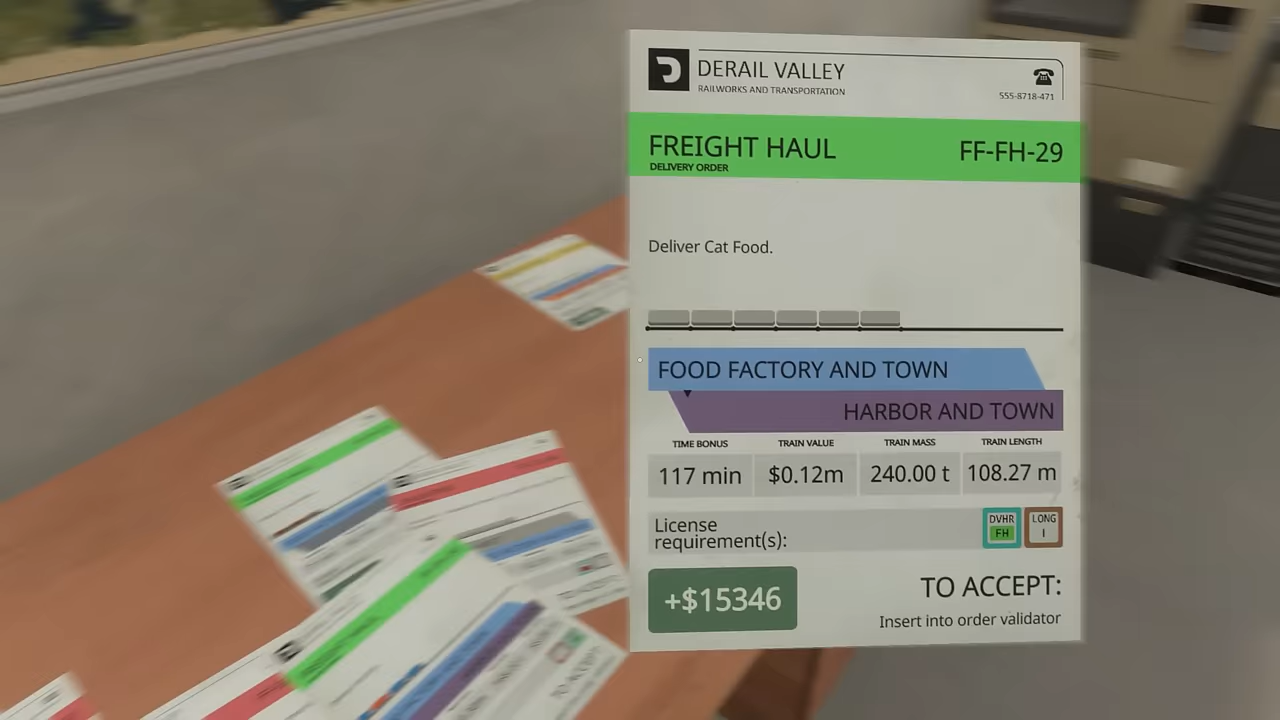 DERAIL VALLEY
RAILWORKS AND TRANSPORTATION
555-8718-471
FREIGHT HAUL
FF-FH-29
DELIVERY ORDER
Deliver Cat Food.
FOOD FACTORY AND TOWN
HARBOR AND TOWN
TIME BONUS TRAIN VALUE TRAIN MASS TRAIN LENGTH
117 min $0.12m 240.00 t 108.27 m
License
requirement(s):
DVHR
FH
LONG
I
+$15346
TO ACCEPT:
Insert into order validator